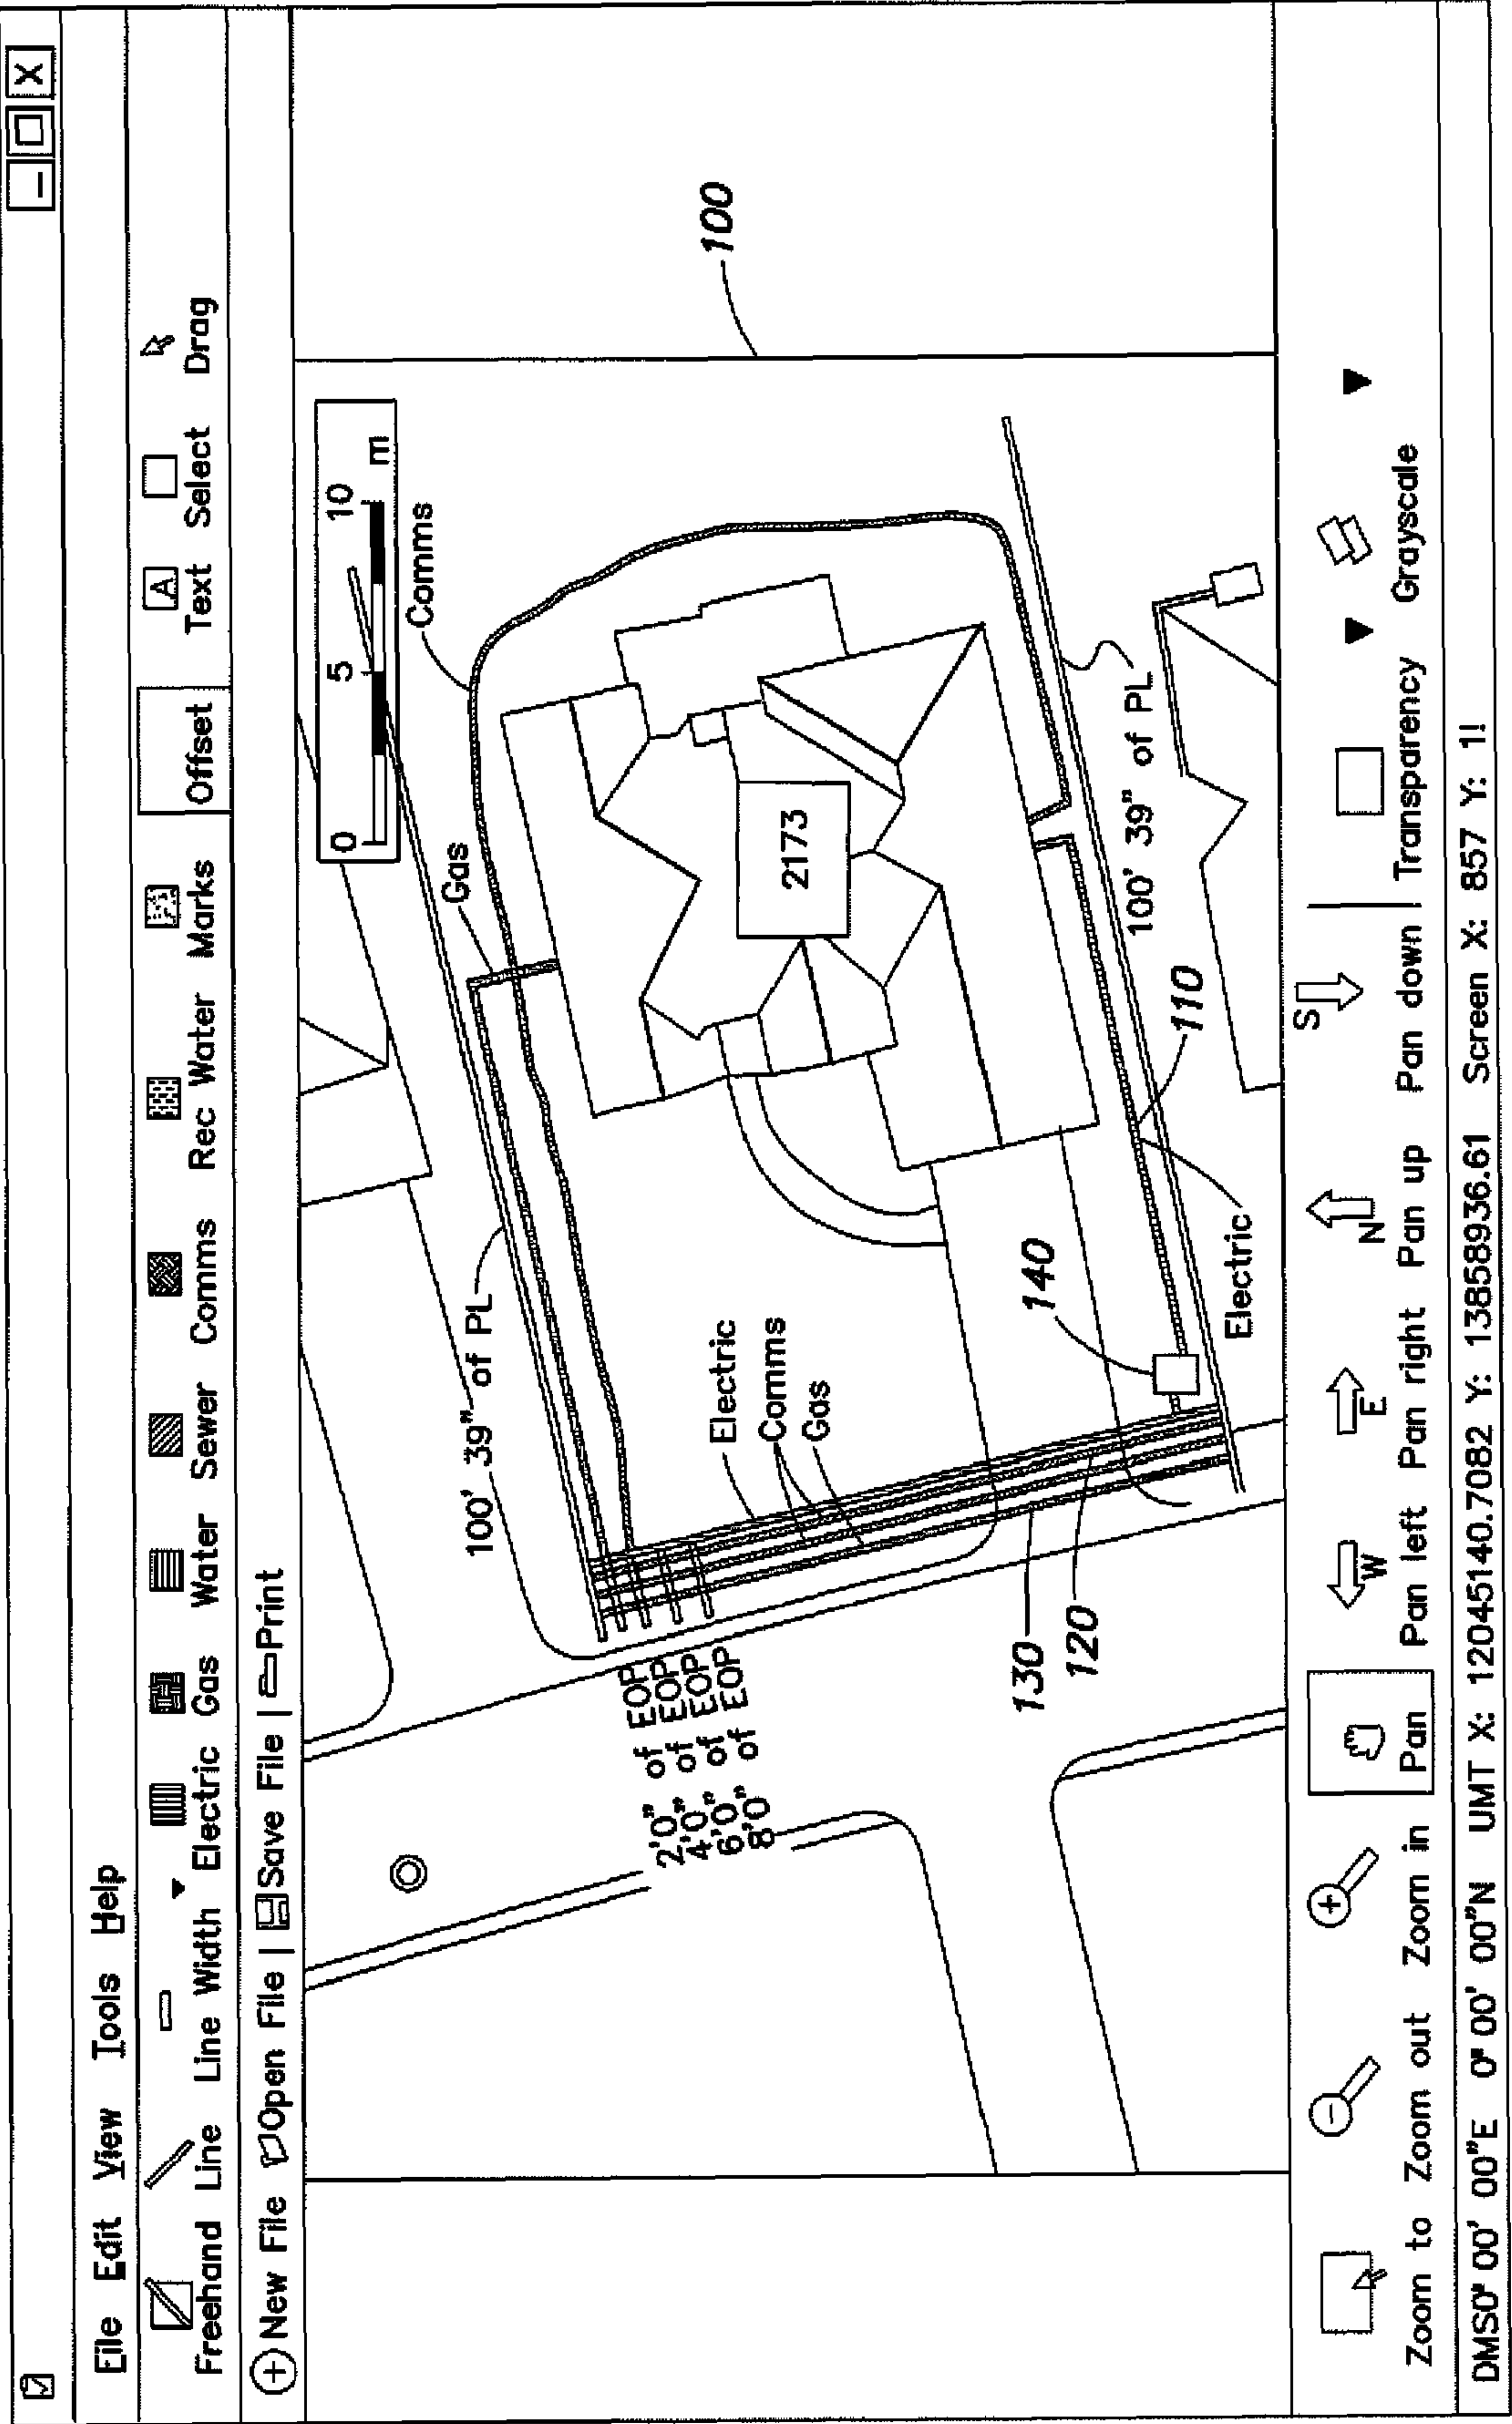 X
File Edit View Tools Help
Freehand Line Line Width Electric Gas Water Sewer Comms Rec Water Marks Offset A Text Select Drag
New File Open File | Save File | Print
0 5 10
m
Comms
Gas
100
100' 39" of PL
2173
Electric
Comms
Gas
2'0" of EOP
4'0" of EOP
6'0" of EOP
8'0" of EOP
140
110
100' 39" of PL
Electric
130
120
W E N S
Zoom to Zoom out Zoom in Pan Pan left Pan right Pan up Pan down | Transparency Grayscale
DMS0' 00' 00"E 0" 00' 00"N UMT X: 12045140.7082 Y: 13858936.61 Screen X: 857 Y: 1!